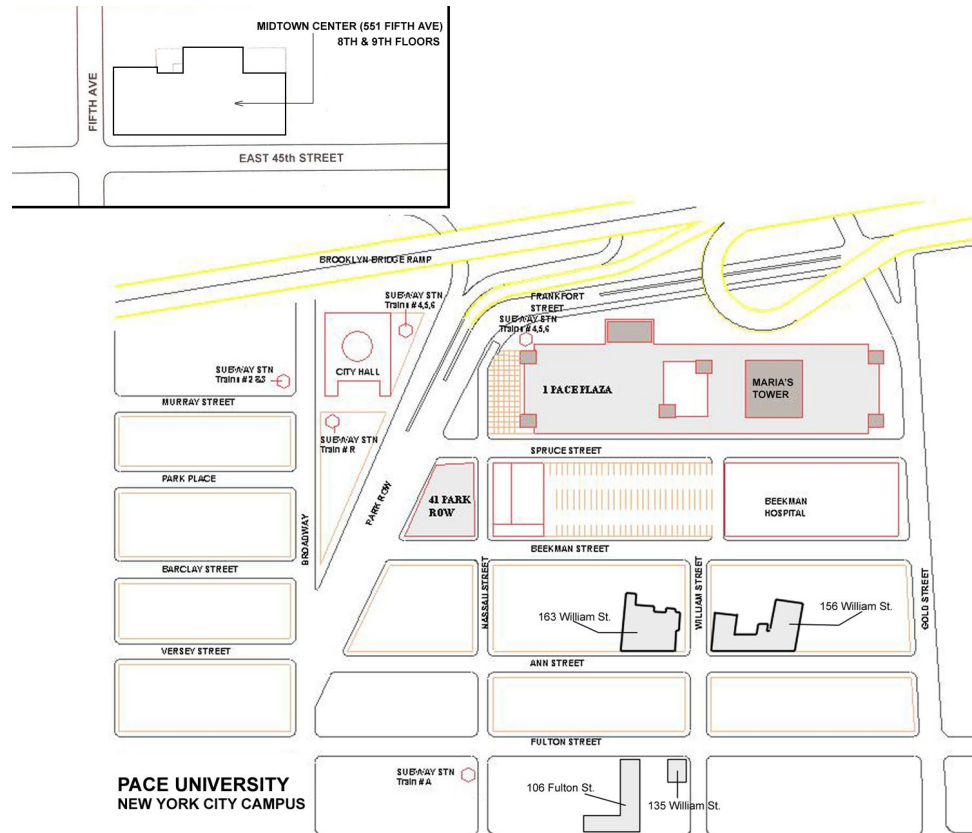 MIDTOWN CENTER (551 FIFTH AVE)
8TH & 9TH FLOORS
FIFTH AVE
EAST 45th STREET
BROOKLYN BRIDGE RAMP
SUBWAY STN
Trains # 4,5,6
FRANKFORT
STREET
SUBWAY STN
Trains # 4,5,6
CITY HALL
SUBWAY STN
Trains # 2 & 3
MURRAY STREET
1 PACE PLAZA
MARIA'S
TOWER
SUBWAY STN
Train # R
SPRUCE STREET
PARK PLACE
PARK ROW
41 PARK
ROW
BEEKMAN
HOSPITAL
BROADWAY
BEEKMAN STREET
BARCLAY STREET
NASSAU STREET
WILLIAM STREET
GOLD STREET
163 William St.
156 William St.
VERSEY STREET
ANN STREET
FULTON STREET
SUBWAY STN
Train # A
PACE UNIVERSITY
NEW YORK CITY CAMPUS
106 Fulton St.
135 William St.